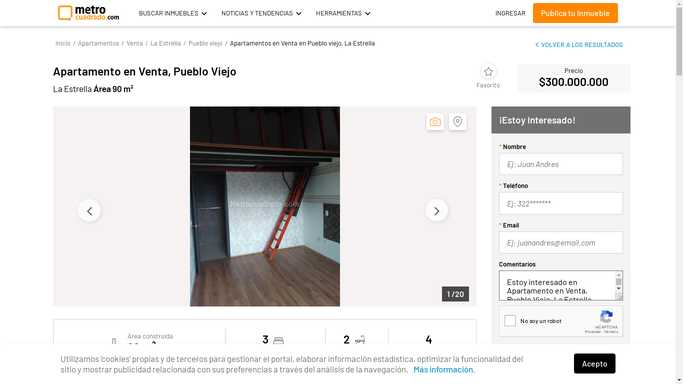 metro
cuadrado.com
BUSCAR INMUEBLES
NOTICIAS Y TENDENCIAS
HERRAMIENTAS
INGRESAR
Publica tu Inmueble
Inicio / Apartamentos / Venta / La Estrella / Pueblo viejo / Apartamentos en Venta en Pueblo viejo, La Estrella
VOLVER A LOS RESULTADOS
Apartamento en Venta, Pueblo Viejo
La Estrella Área 90 m²
Favorito
Precio
$300.000.000
¡Estoy Interesado!
* Nombre
Ej: Juan Andres
* Teléfono
Ej: 322*******
* Email
Ej: juanandres@email.com
Comentarios
Estoy interesado en
Apartamento en Venta,
Pueblo Viejo, La Estrella
1 / 20
No soy un robot
reCAPTCHA
Privacidad - Términos
Área construida
3
2
4
Utilizamos 'cookies' propias y de terceros para gestionar el portal, elaborar información estadística, optimizar la funcionalidad del
sitio y mostrar publicidad relacionada con sus preferencias a través del análisis de la navegación. Más información.
Acepto